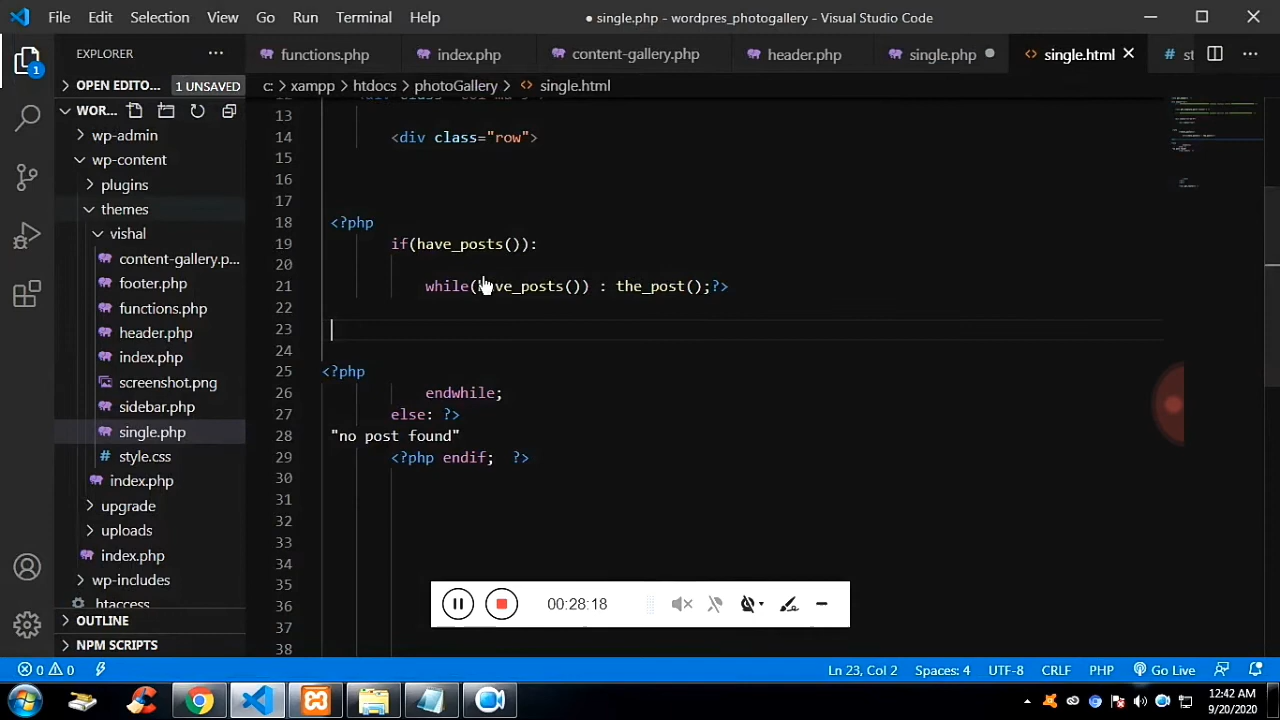 File Edit Selection View Go Run Terminal Help ● single.php - wordpres_photogallery - Visual Studio Code
EXPLORER ... functions.php index.php content-gallery.php header.php single.php single.html st
OPEN EDITO... 1 UNSAVED c: > xampp > htdocs > photoGallery > single.html
WOR...
wp-admin
wp-content
plugins
themes
vishal
content-gallery.p...
footer.php
functions.php
header.php
index.php
screenshot.png
sidebar.php
single.php
style.css
index.php
upgrade
uploads
index.php
wp-includes
htaccess
OUTLINE
NPM SCRIPTS
1
13
14 <div class="row">
15
16
17
18 <?php
19 if(have_posts()):
20
21 while(have_posts()) : the_post();?>
22
23
24
25 <?php
26 endwhile;
27 else: ?>
28 "no post found"
29 <?php endif; ?>
30
31
32
33
34
35
36
37
38
00:28:18
0 0 Ln 23, Col 2 Spaces: 4 UTF-8 CRLF PHP Go Live
12:42 AM
9/20/2020